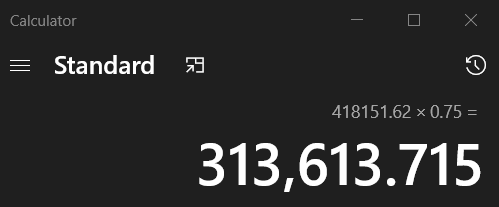 Calculator
Standard
418151.62 × 0.75 =
313,613.715